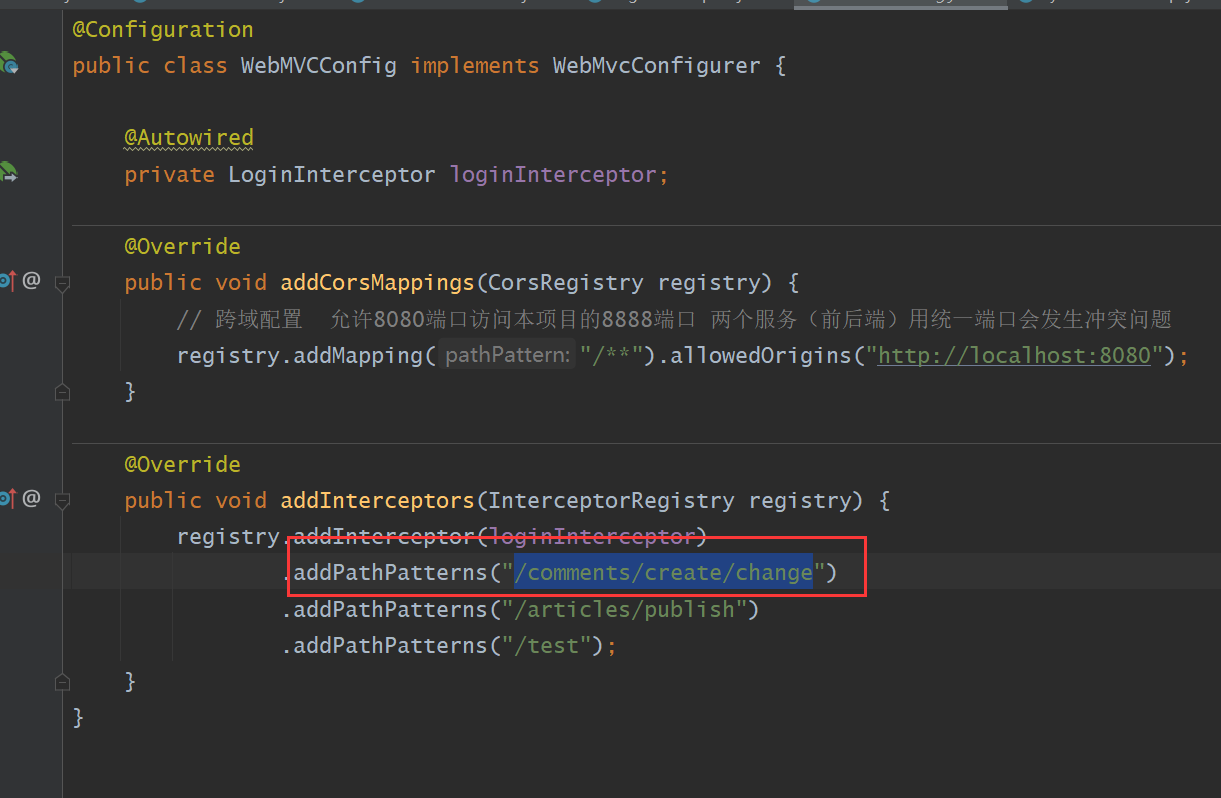 @Configuration
public class WebMVCConfig implements WebMvcConfigurer {
@Autowired
private LoginInterceptor loginInterceptor;
@Override
@ public void addCorsMappings(CorsRegistry registry) {
// 跨域配置 允许8080端口访问本项目的8888端口 两个服务（前后端）用统一端口会发生冲突问题
registry.addMapping( pathPattern: "/**").allowedOrigins("http://localhost:8080");
}
@Override
@ public void addInterceptors(InterceptorRegistry registry) {
registry.addInterceptor(loginInterceptor)
.addPathPatterns("/comments/create/change")
.addPathPatterns("/articles/publish")
.addPathPatterns("/test");
}
}